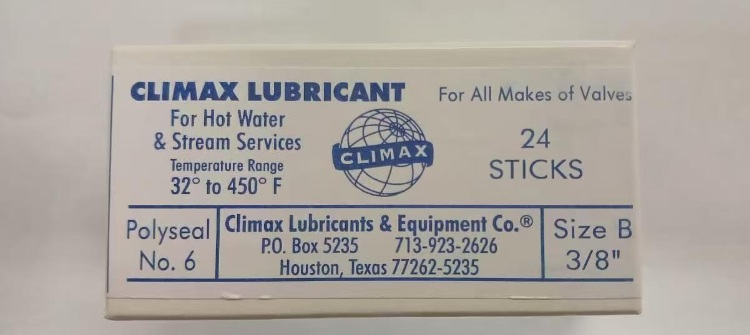 CLIMAX LUBRICANT
For All Makes of Valves
For Hot Water
& Stream Services
Temperature Range
32° to 450° F
CLIMAX
24
STICKS
Polyseal
No. 6
Climax Lubricants & Equipment Co.®
P.O. Box 5235 713-923-2626
Houston, Texas 77262-5235
Size B
3/8"